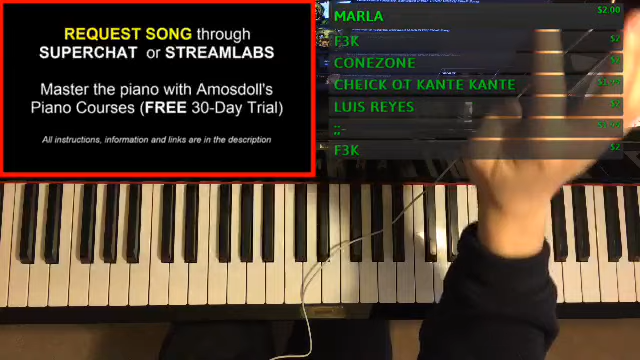 REQUEST SONG through
SUPERCHAT or STREAMLABS
Master the piano with Amosdoll's
Piano Courses (FREE 30-Day Trial)
All instructions, information and links are in the description
MARLA $2.00
F3K $2
CONEZONE $2
CHEICK OT KANTE KANTE
LUIS REYES $2
F3K $2